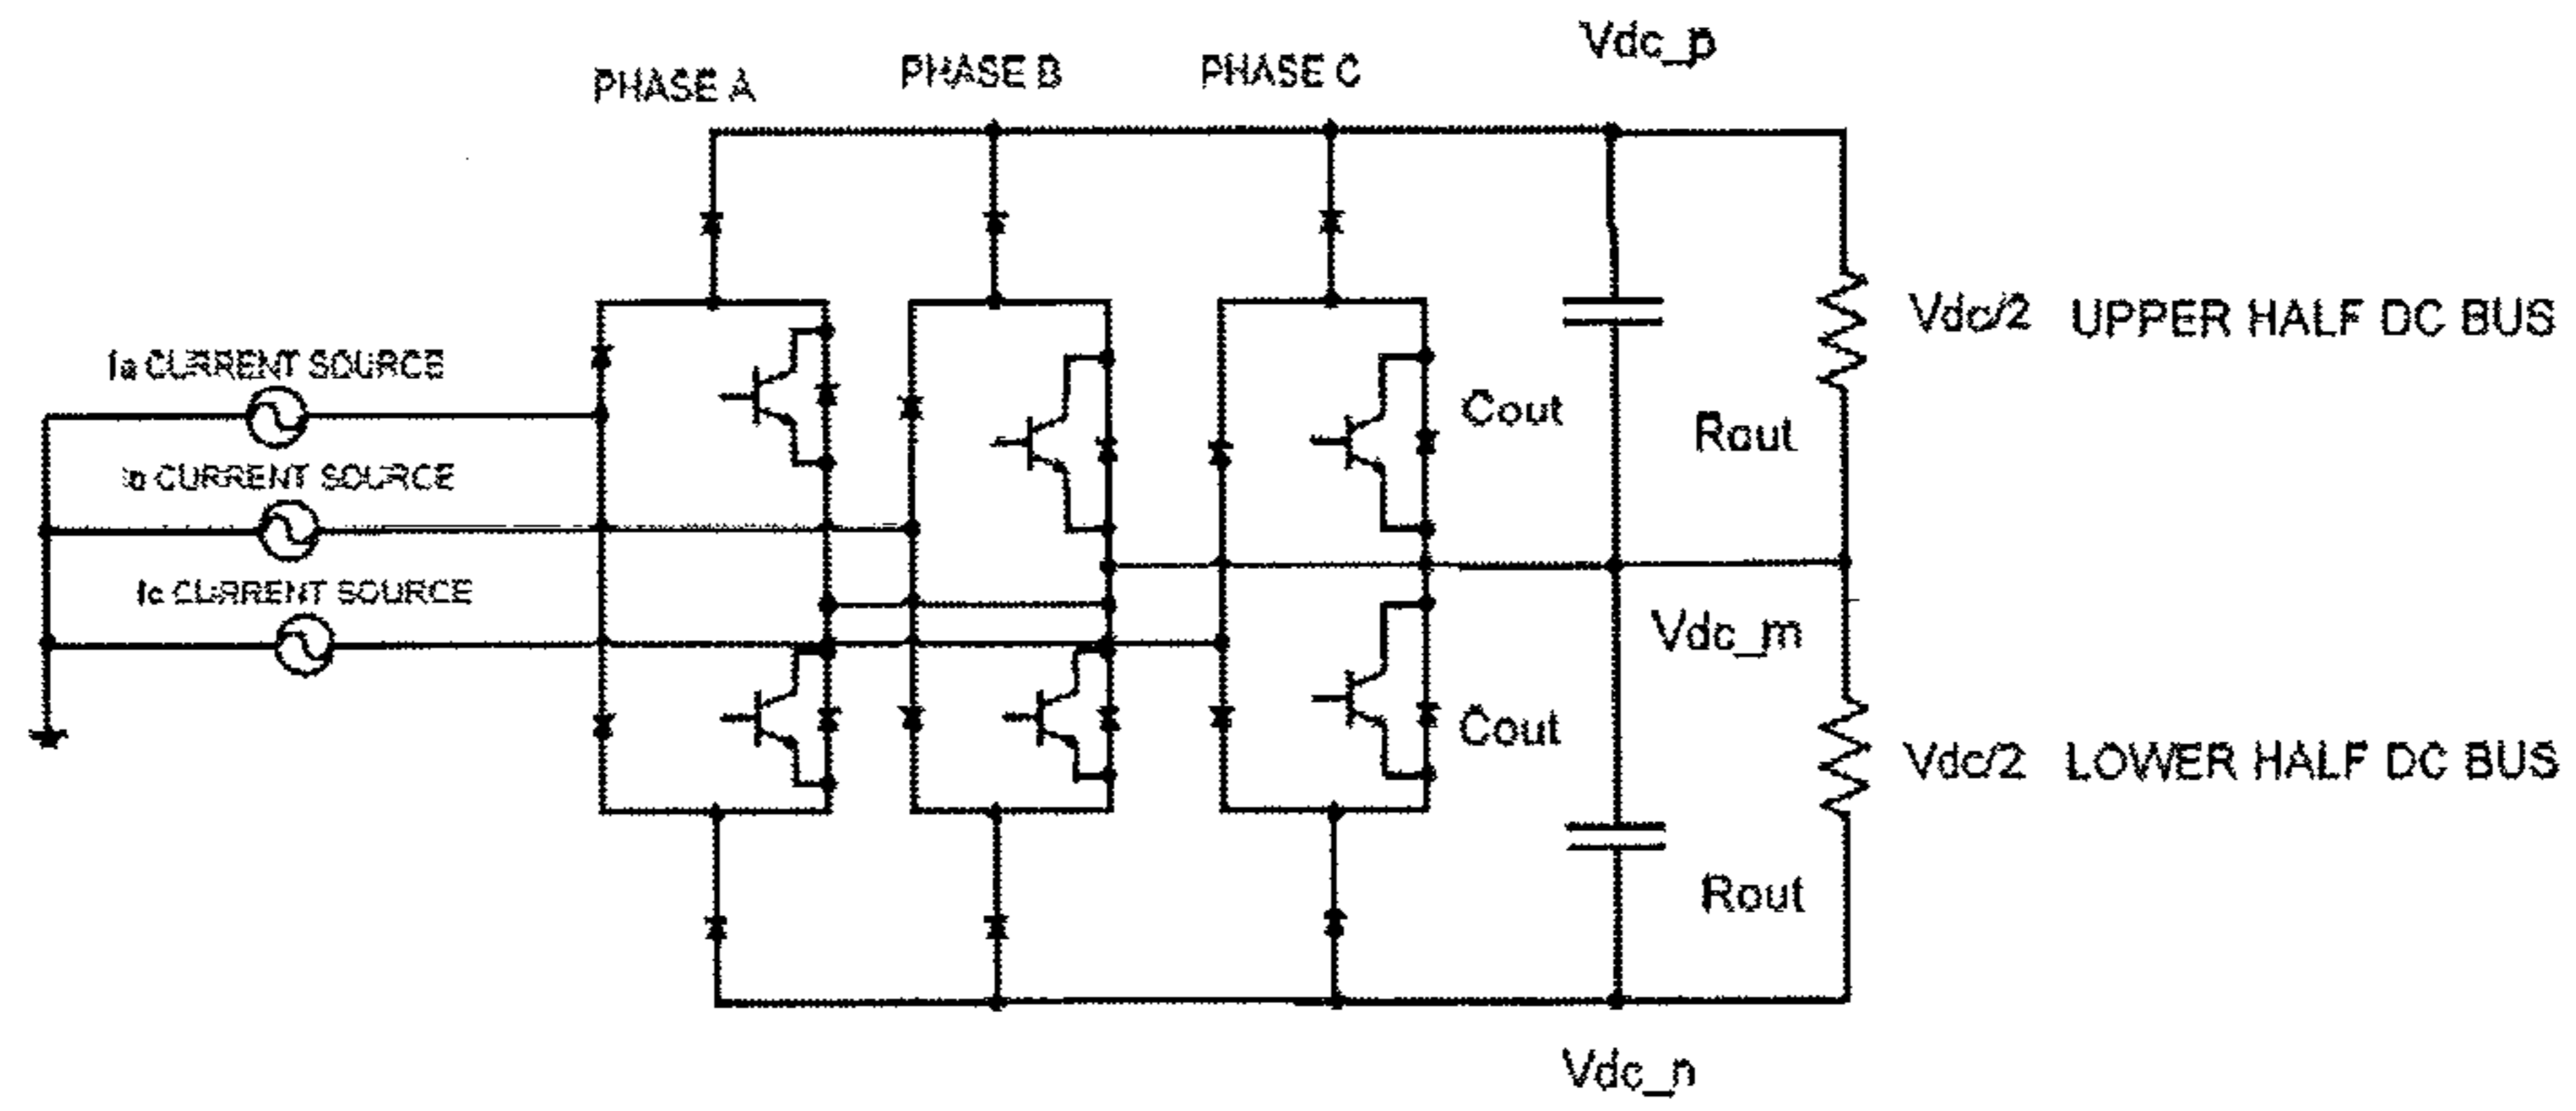 Vdc_p
PHASE A
PHASE B
PHASE C
Vdc/2 UPPER HALF DC BUS
Ia CURRENT SOURCE
Cout
Rout
CURRENT SOURCE
Ic CURRENT SOURCE
Vdc_m
Cout
Vdc/2 LOWER HALF DC BUS
Rout
Vdc_n